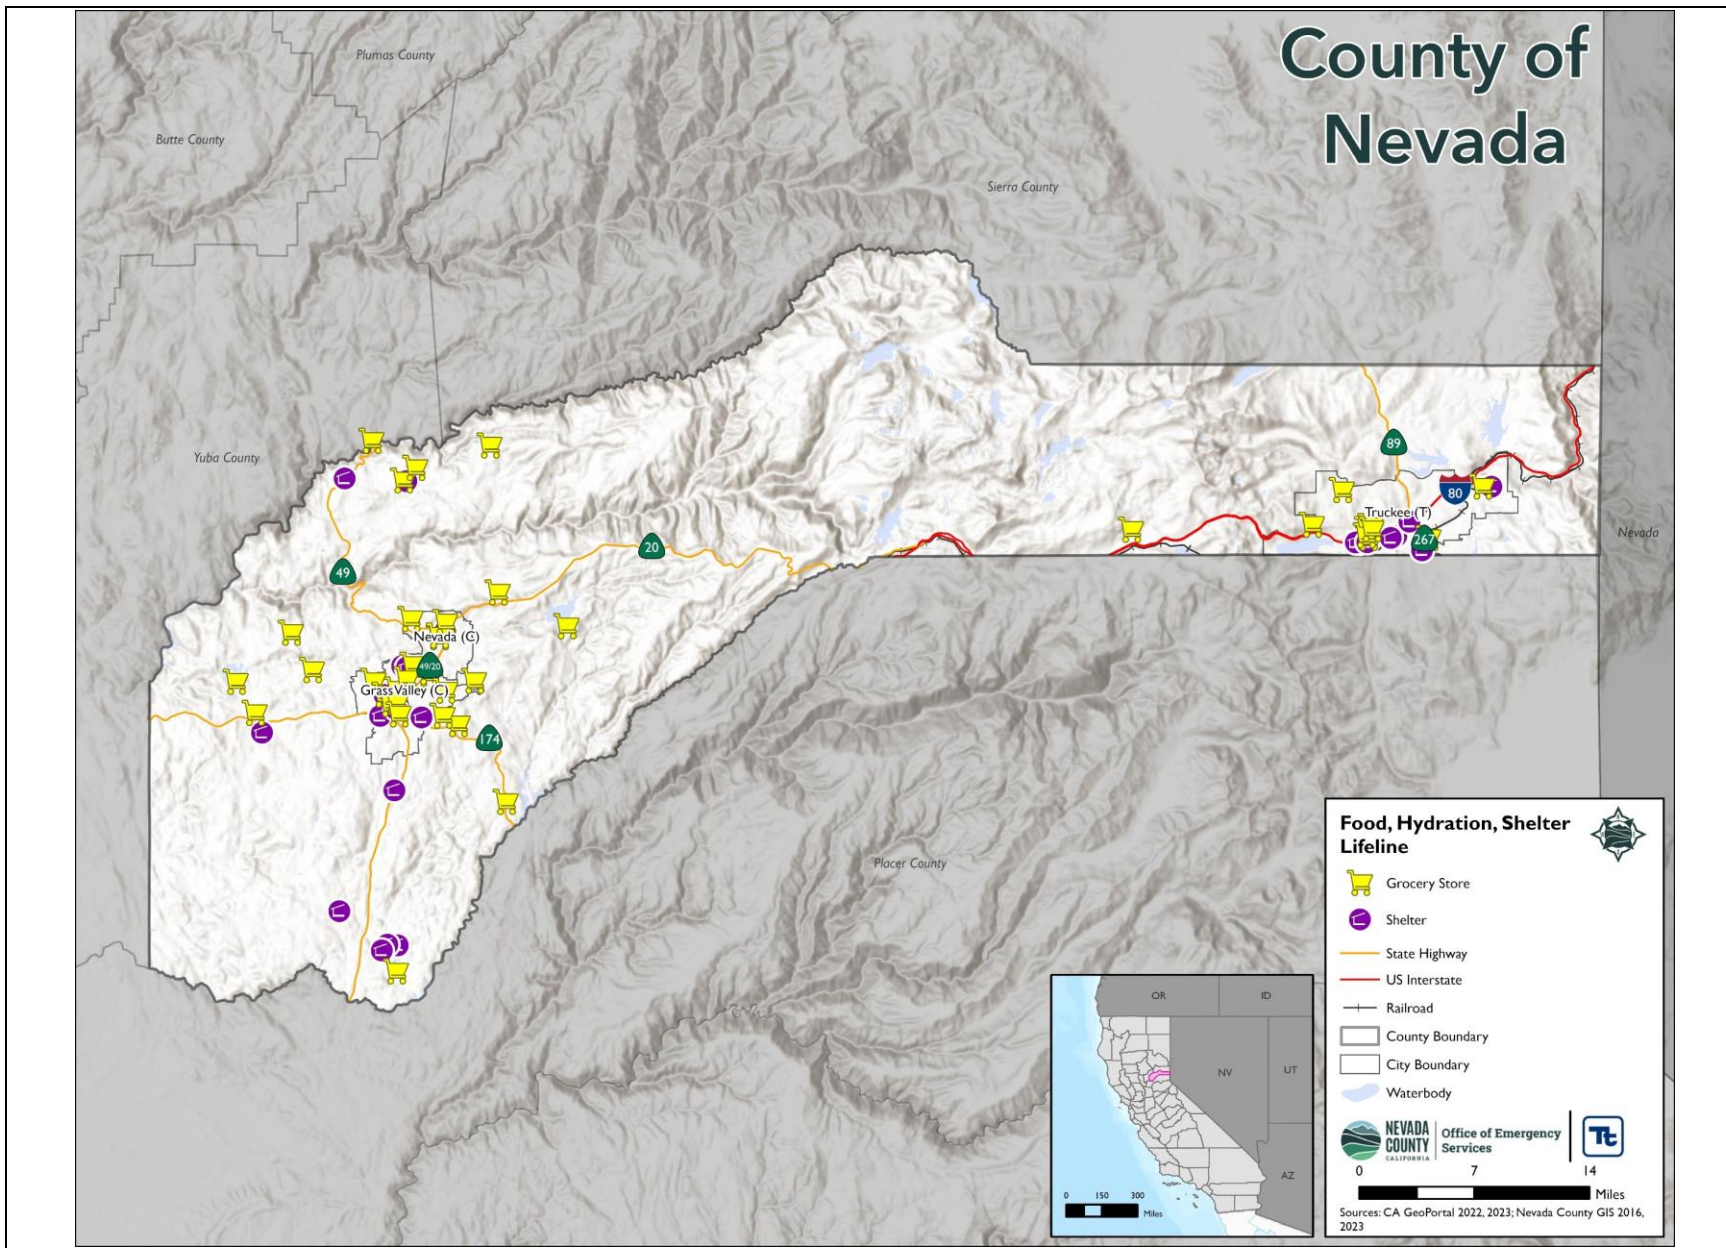 County of
Nevada
Plumas County
Butte County
Sierra County
Yuba County
89
80
Truckee (T)
267
Nevada
20
49
Nevada (C)
49/20
Grass Valley (C)
174
Placer County
Food, Hydration, Shelter
Lifeline
Grocery Store
Shelter
State Highway
US Interstate
Railroad
County Boundary
City Boundary
Waterbody
NEVADA
COUNTY
CALIFORNIA
Office of Emergency
Services
Tt
0 7 14
Miles
Sources: CA GeoPortal 2022, 2023; Nevada County GIS 2016,
2023
OR ID
NV UT
AZ
0 150 300
Miles